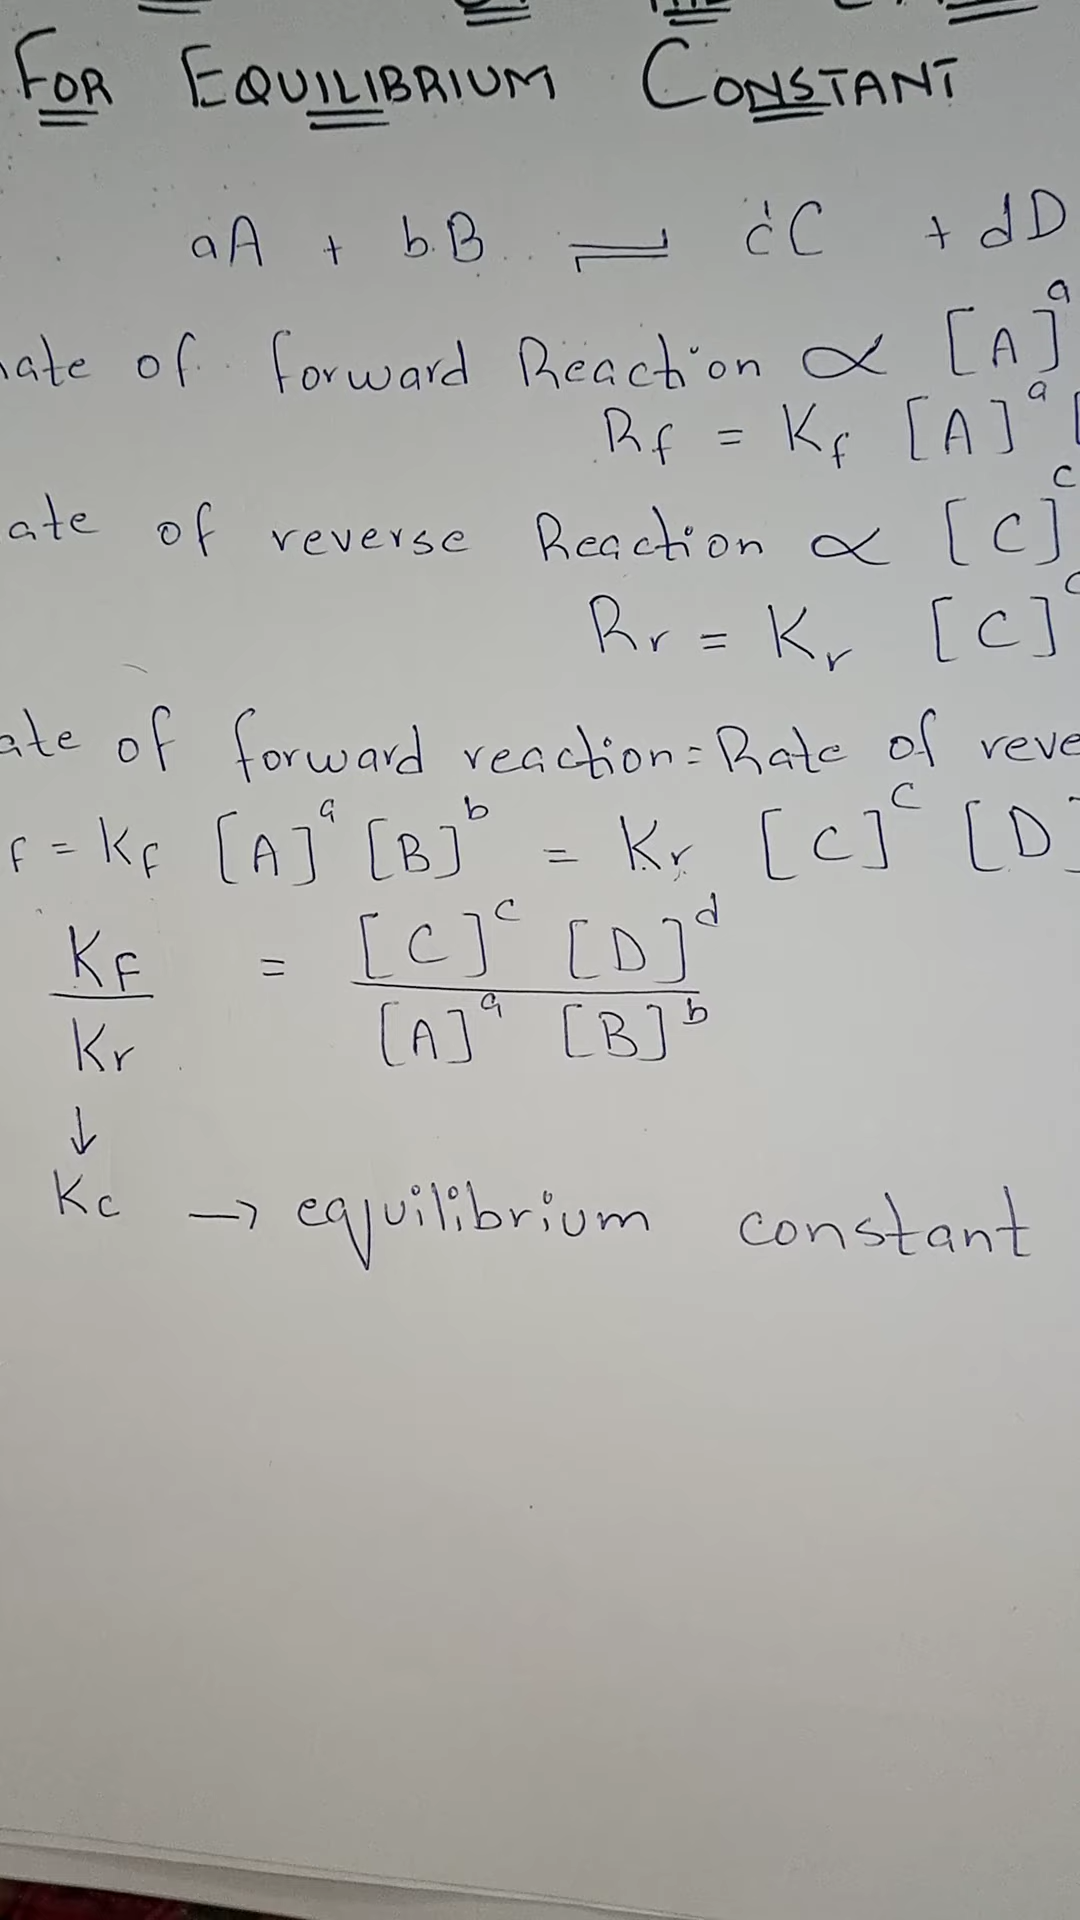 FOR EQUILIBRIUM CONSTANT
aA + bB ⇌ cC + dD
ate of forward Reaction ∝ [A]ᵃ
Rf = Kf [A]ᵃ [
ate of reverse Reaction ∝ [C]ᶜ
Rr = Kr [C]ᶜ
ate of forward reaction = Rate of reve
f = Kf [A]ᵃ [B]ᵇ = Kr [C]ᶜ [D]
KF/Kr = [C]ᶜ [D]ᵈ / [A]ᵃ [B]ᵇ
↓
Kc → equilibrium constant